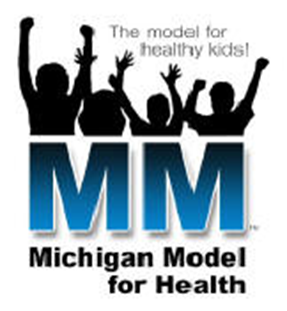 The model for
healthy kids!
MM
Michigan Model
for Health